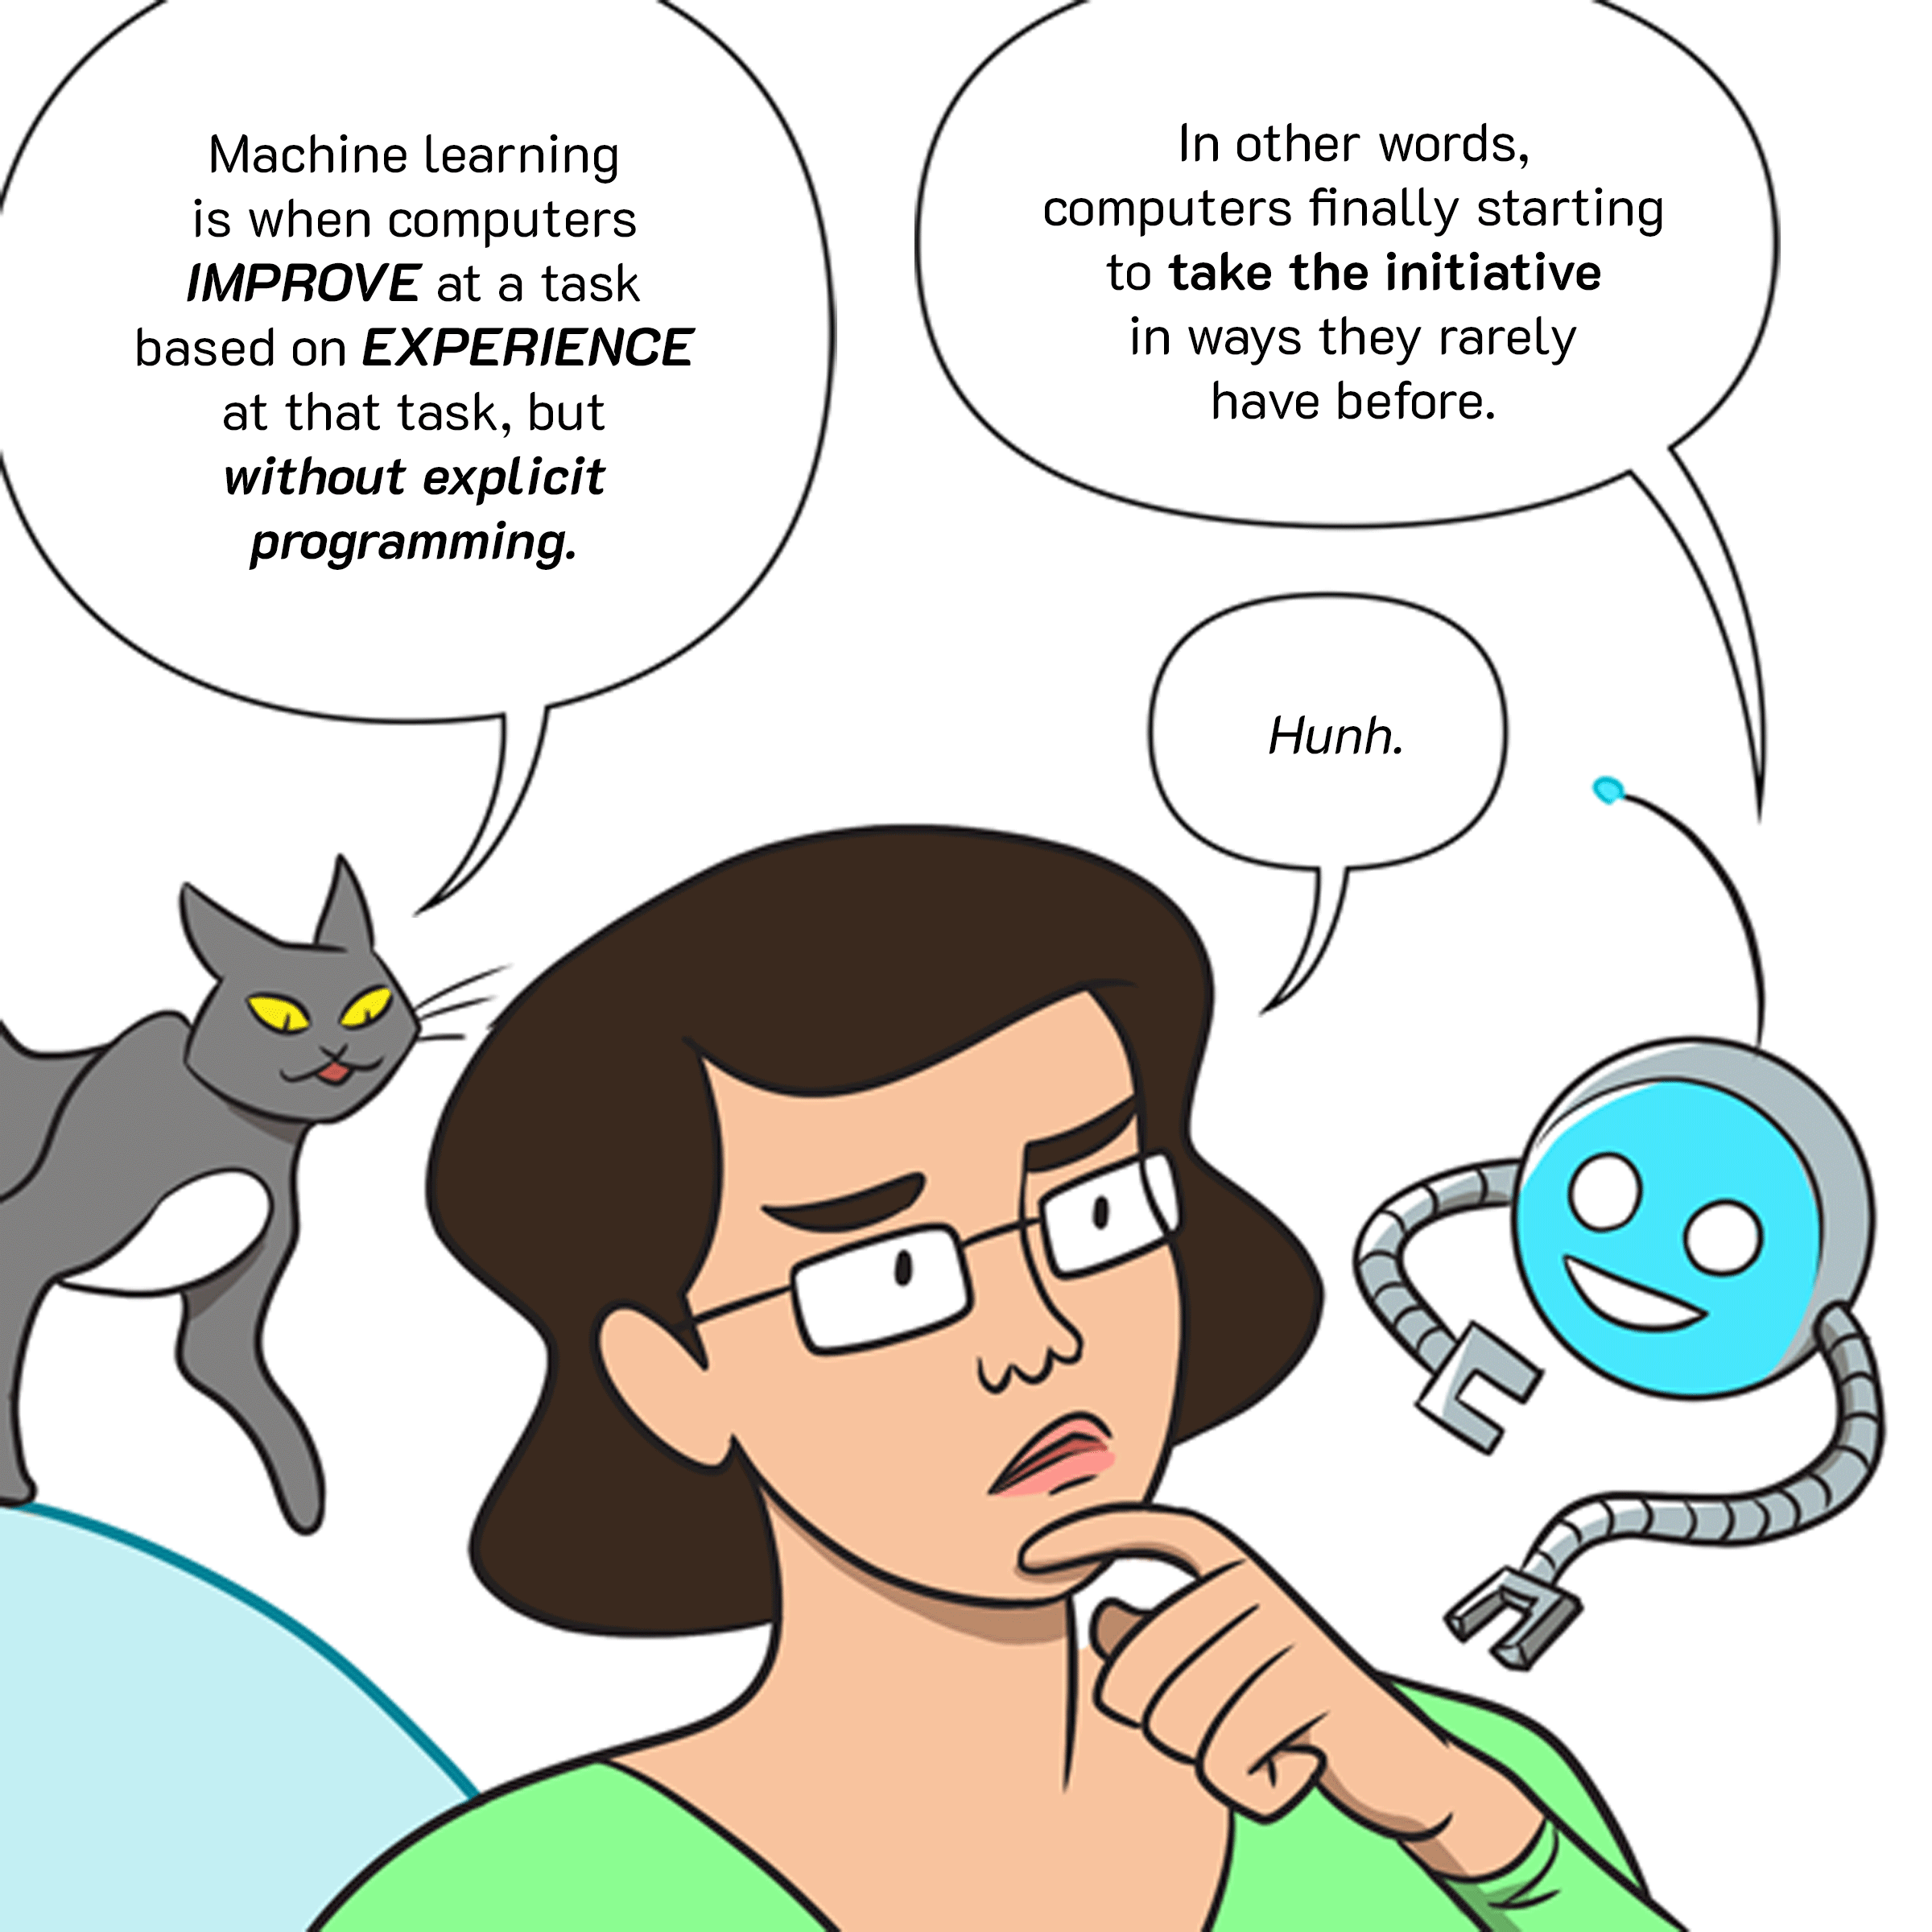 Machine learning
is when computers
IMPROVE at a task
based on EXPERIENCE
at that task, but
without explicit
programming.
In other words,
computers finally starting
to take the initiative
in ways they rarely
have before.
Hunh.